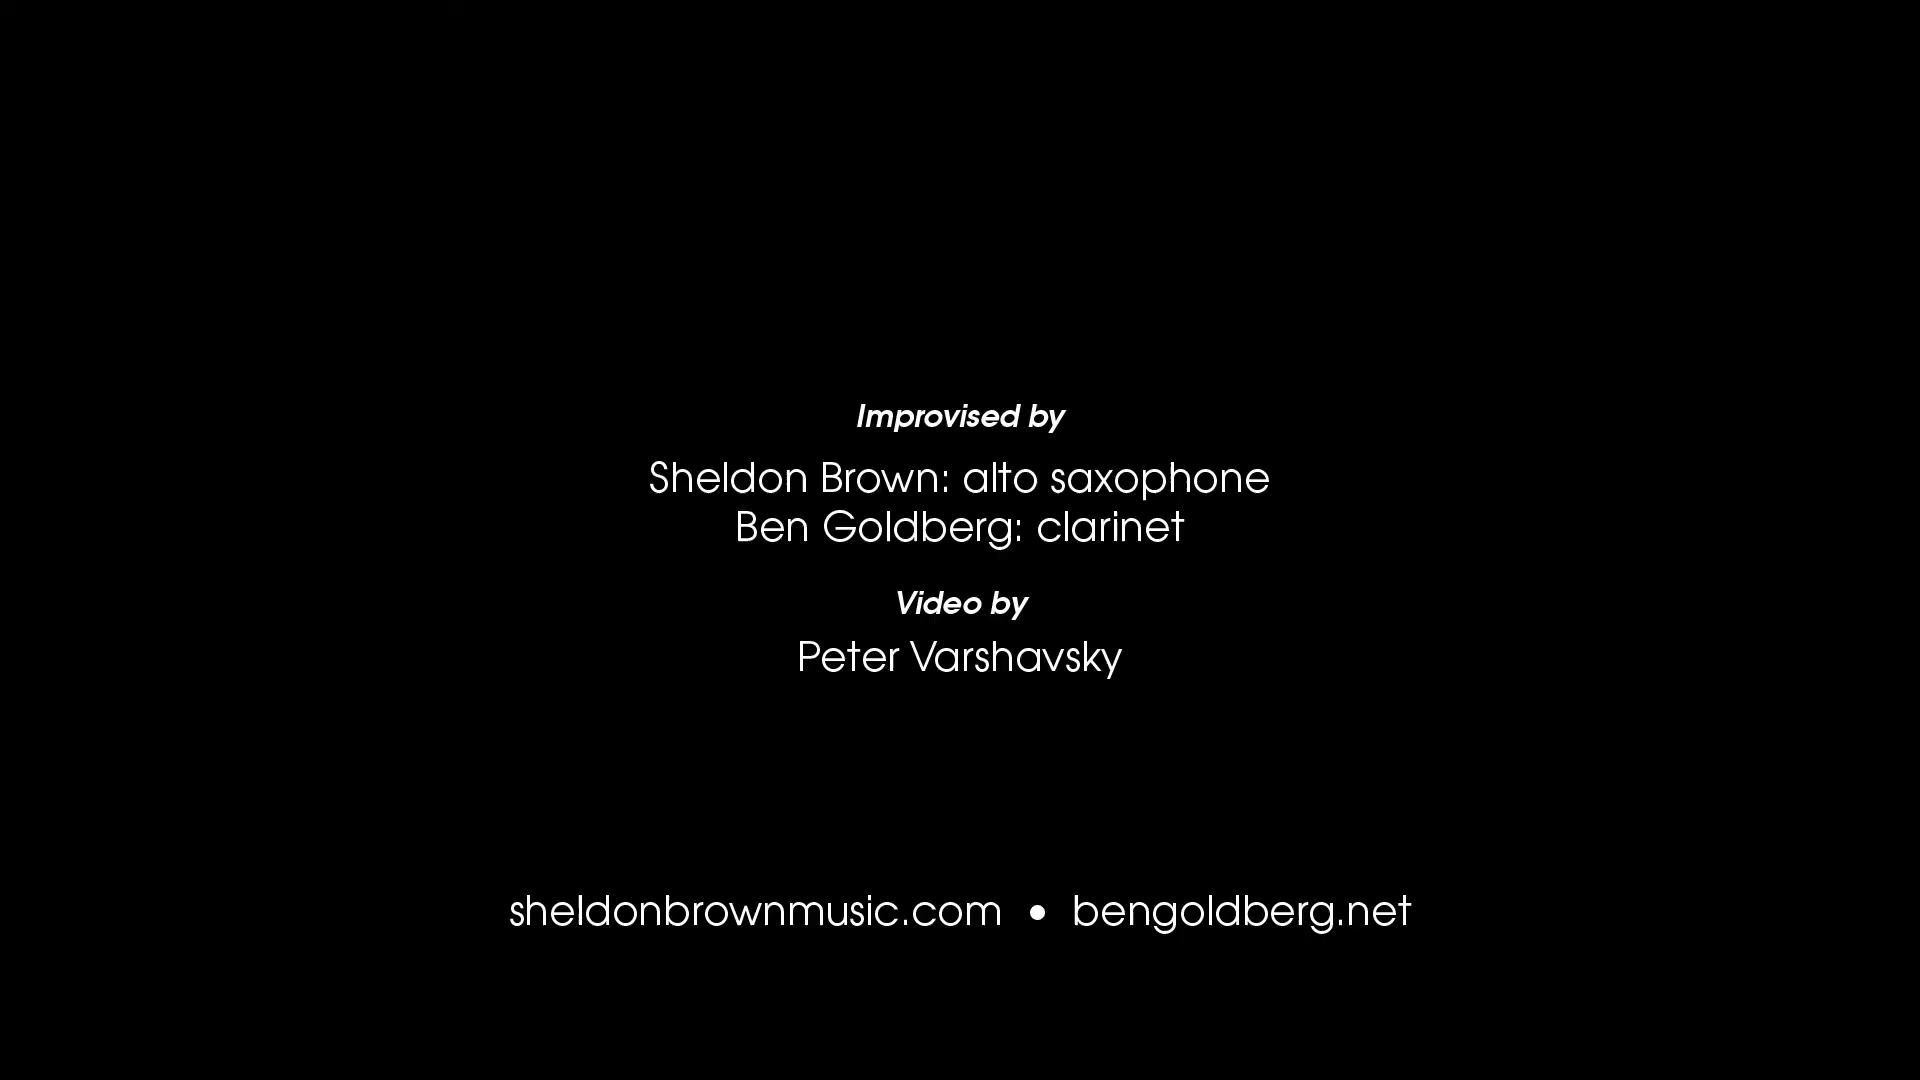 Improvised by
Sheldon Brown: alto saxophone
Ben Goldberg: clarinet
Video by
Peter Varshavsky
sheldonbrownmusic.com • bengoldberg.net